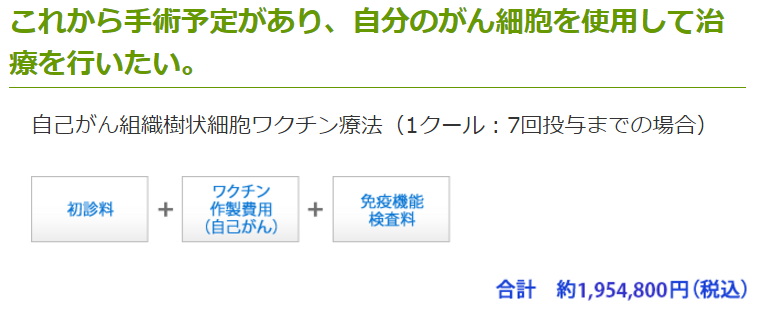 これから手術予定があり、自分のがん細胞を使用して治
療を行いたい。
自己がん組織樹状細胞ワクチン療法（1クール：7回投与までの場合）
初診料
+
ワクチン
作製費用
（自己がん）
+
免疫機能
検査料
合計　約1,954,800円（税込）